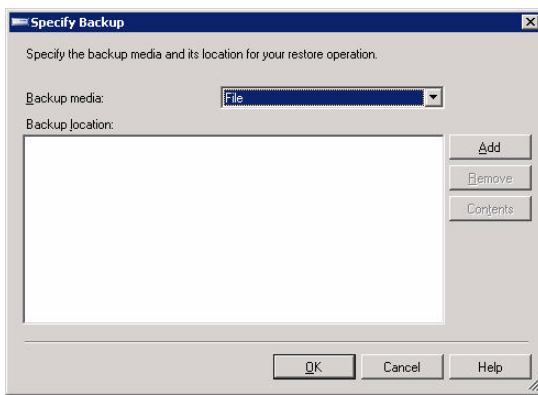 Specify Backup
Specify the backup media and its location for your restore operation.
Backup media:
File
Backup location:
Add
Remove
Contents
OK
Cancel
Help